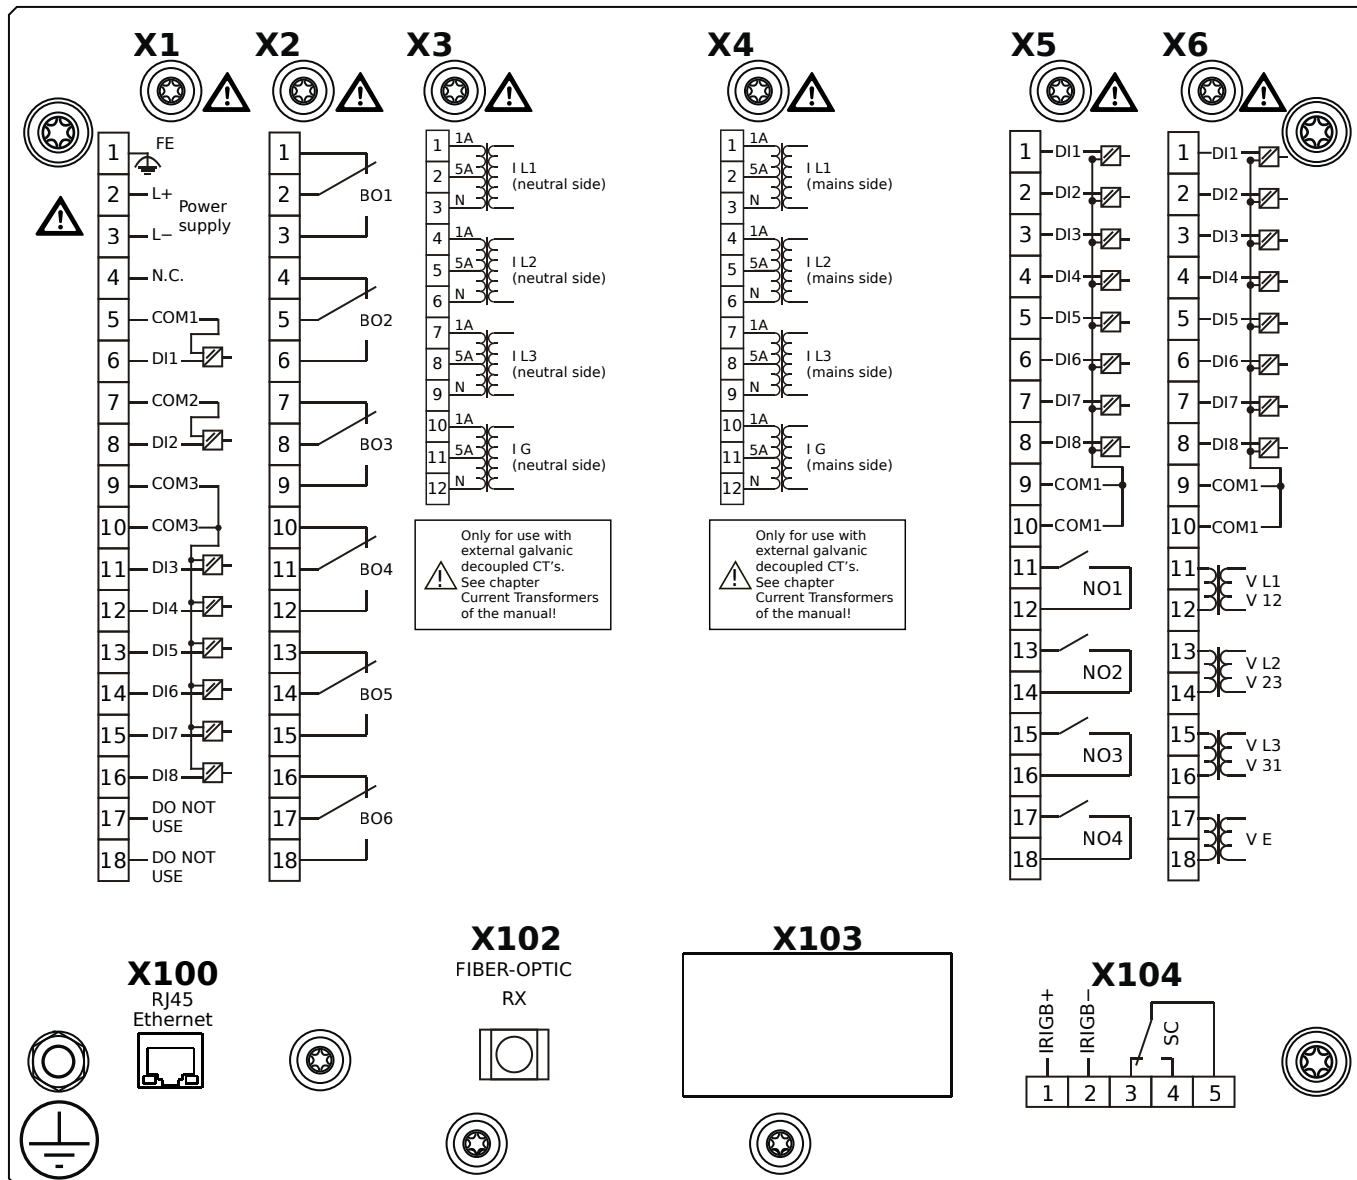 X1
1
FE
2
L+
Power
supply
3
L−
4
N.C.
5
COM1
6
DI1
7
COM2
8
DI2
9
COM3
10
COM3
11
DI3
12
DI4
13
DI5
14
DI6
15
DI7
16
DI8
17
DO NOT
USE
18
DO NOT
USE
X2
1
2
BO1
3
4
5
BO2
6
7
8
BO3
9
10
11
BO4
12
13
14
BO5
15
16
17
BO6
18
X3
1
1A
2
5A
I L1
(neutral side)
3
N
4
1A
5
5A
I L2
(neutral side)
6
N
7
1A
8
5A
I L3
(neutral side)
9
N
10
1A
11
5A
I G
(neutral side)
12
N
Only for use with
external galvanic
decoupled CT's.
See chapter
Current Transformers
of the manual!
X4
1
1A
2
5A
I L1
(mains side)
3
N
4
1A
5
5A
I L2
(mains side)
6
N
7
1A
8
5A
I L3
(mains side)
9
N
10
1A
11
5A
I G
(mains side)
12
N
Only for use with
external galvanic
decoupled CT's.
See chapter
Current Transformers
of the manual!
X5
1
DI1
2
DI2
3
DI3
4
DI4
5
DI5
6
DI6
7
DI7
8
DI8
9
COM1
10
COM1
11
NO1
12
13
NO2
14
15
NO3
16
17
NO4
18
X6
1
DI1
2
DI2
3
DI3
4
DI4
5
DI5
6
DI6
7
DI7
8
DI8
9
COM1
10
COM1
11
V L1
V 12
12
13
V L2
V 23
14
15
V L3
V 31
16
17
V E
18
X100
RJ45
Ethernet
X102
FIBER-OPTIC
RX
X103
X104
IRIGB+
IRIGB−
SC
1 2 3 4 5